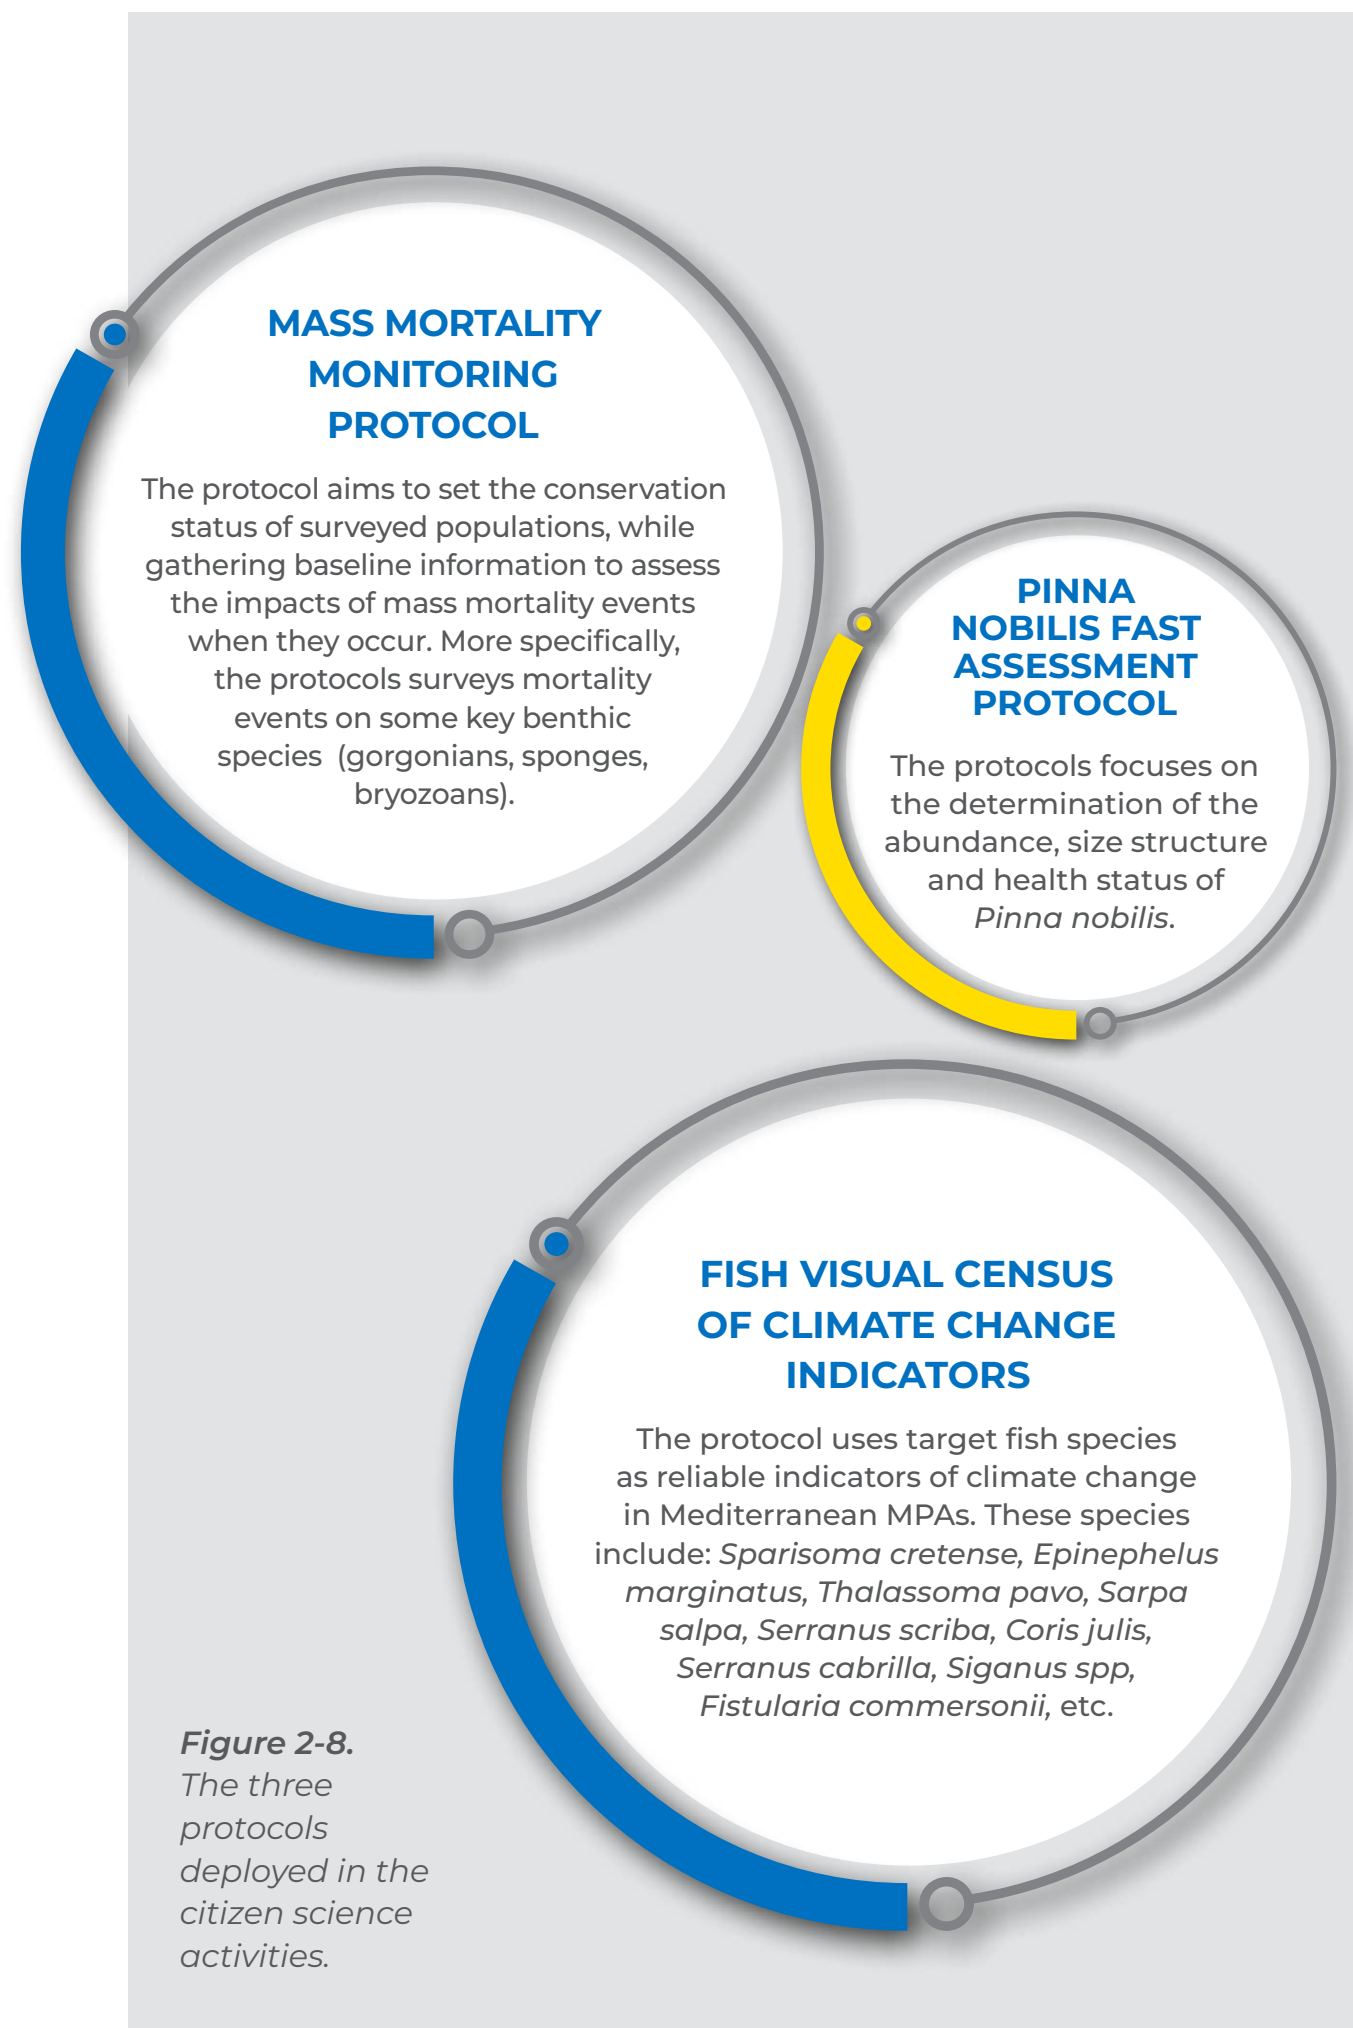 MASS MORTALITY
MONITORING
PROTOCOL
The protocol aims to set the conservation
status of surveyed populations, while
gathering baseline information to assess
the impacts of mass mortality events
when they occur. More specifically,
the protocols surveys mortality
events on some key benthic
species (gorgonians, sponges,
bryozoans).
PINNA
NOBILIS FAST
ASSESSMENT
PROTOCOL
The protocols focuses on
the determination of the
abundance, size structure
and health status of
Pinna nobilis.
FISH VISUAL CENSUS
OF CLIMATE CHANGE
INDICATORS
The protocol uses target fish species
as reliable indicators of climate change
in Mediterranean MPAs. These species
include: Sparisoma cretense, Epinephelus
marginatus, Thalassoma pavo, Sarpa
salpa, Serranus scriba, Coris julis,
Serranus cabrilla, Siganus spp,
Fistularia commersonii, etc.
Figure 2-8.
The three
protocols
deployed in the
citizen science
activities.